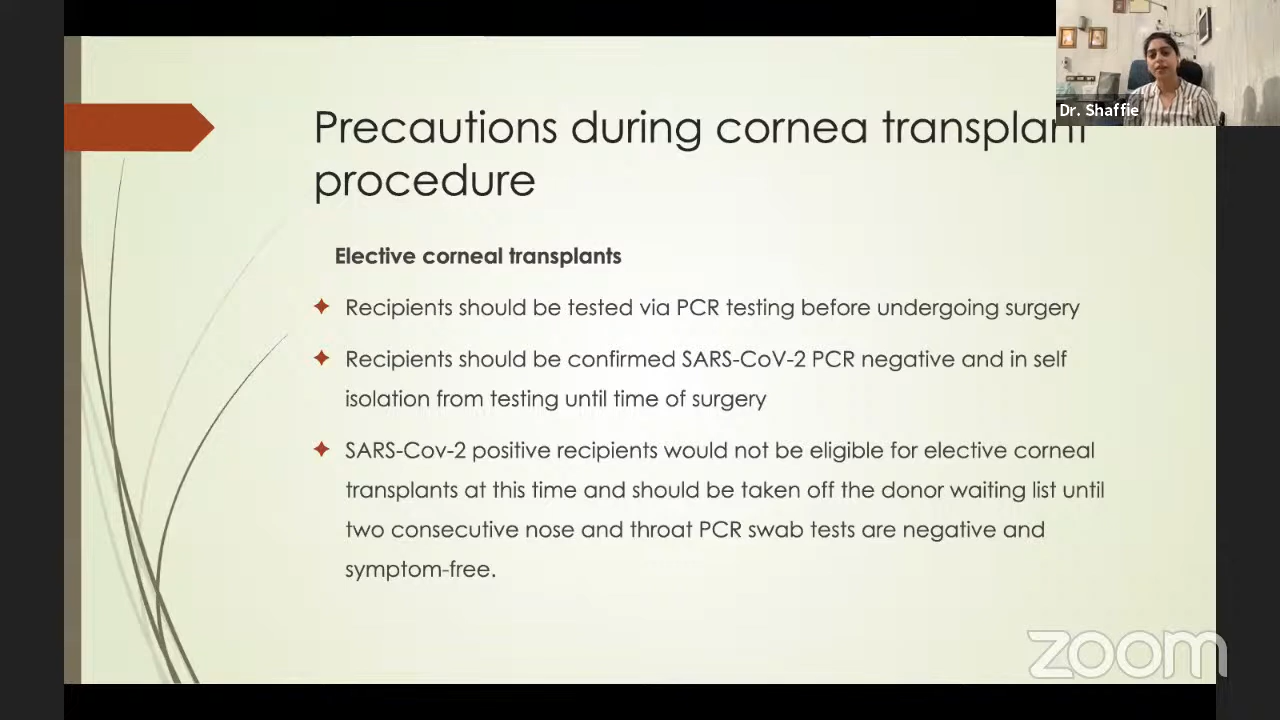 Dr. Shaffie
Precautions during cornea transplant
procedure
Elective corneal transplants
Recipients should be tested via PCR testing before undergoing surgery
Recipients should be confirmed SARS-CoV-2 PCR negative and in self
isolation from testing until time of surgery
SARS-Cov-2 positive recipients would not be eligible for elective corneal
transplants at this time and should be taken off the donor waiting list until
two consecutive nose and throat PCR swab tests are negative and
symptom-free.
zoom